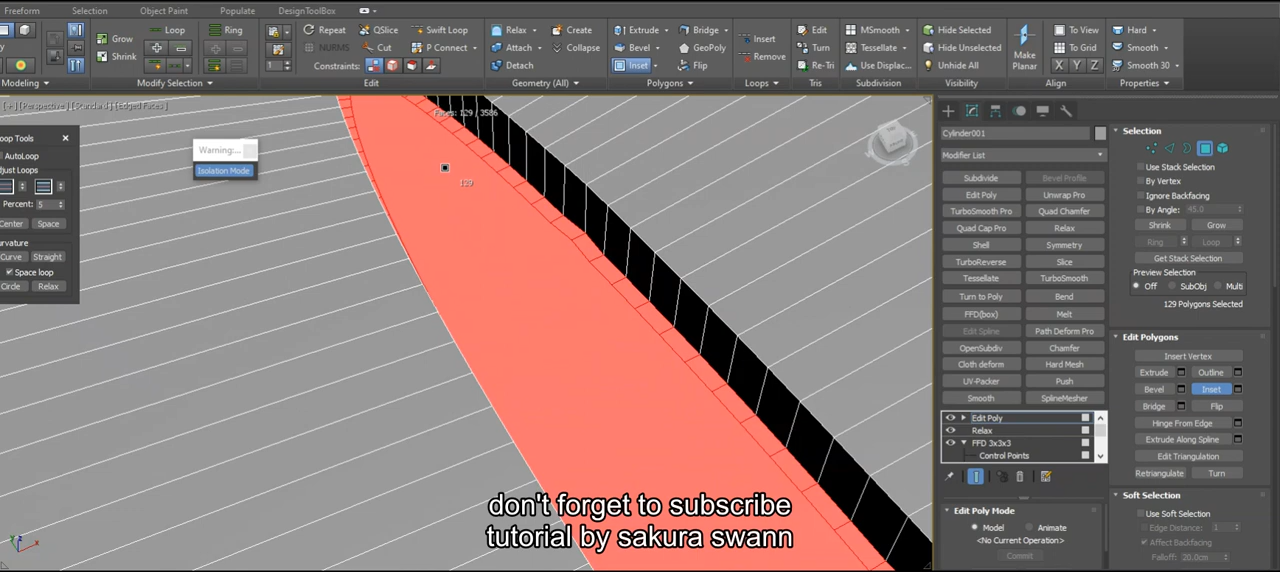 Freeform Selection Object Paint Populate DesignToolBox
Grow Loop Ring Repeat QSlice Swift Loop Relax Create Extrude Bridge Insert Edit MSmooth Hide Selected To View Hard
Shrink NURMS Cut P Connect Attach Collapse Bevel GeoPoly Remove Turn Tessellate Hide Unselected Make Planar To Grid Smooth
1 Constraints: Detach Inset Flip Re-Tri Use Displac... Unhide All X Y Z Smooth 30
Modeling Modify Selection Edit Geometry (All) Polygons Loops Tris Subdivision Visibility Align Properties
[+] [Perspective] [Standard] [Edged Faces]
Faces: 129 / 3586
129
oop Tools
AutoLoop
djust Loops
Percent: 5
Center Space
urvature
Curve Straight
Space loop
Circle Relax
Warning:...
Isolation Mode
Cylinder001
Modifier List
Subdivide Bevel Profile
Edit Poly Unwrap Pro
TurboSmooth Pro Quad Chamfer
Quad Cap Pro Relax
Shell Symmetry
TurboReverse Slice
Tessellate TurboSmooth
Turn to Poly Bend
FFD(box) Melt
Edit Spline Path Deform Pro
OpenSubdiv Chamfer
Cloth deform Hard Mesh
UV-Packer Push
Smooth SplineMesher
Edit Poly
Relax
FFD 3x3x3
Control Points
Edit Poly Mode
Model Animate
<No Current Operation>
Commit
Selection
Use Stack Selection
By Vertex
Ignore Backfacing
By Angle: 45.0
Shrink Grow
Ring Loop
Get Stack Selection
Preview Selection
Off SubObj Multi
129 Polygons Selected
Edit Polygons
Insert Vertex
Extrude Outline
Bevel Inset
Bridge Flip
Hinge From Edge
Extrude Along Spline
Edit Triangulation
Retriangulate Turn
Soft Selection
Use Soft Selection
Edge Distance: 1
Affect Backfacing
Falloff: 20.0cm
don't forget to subscribe
tutorial by sakura swann